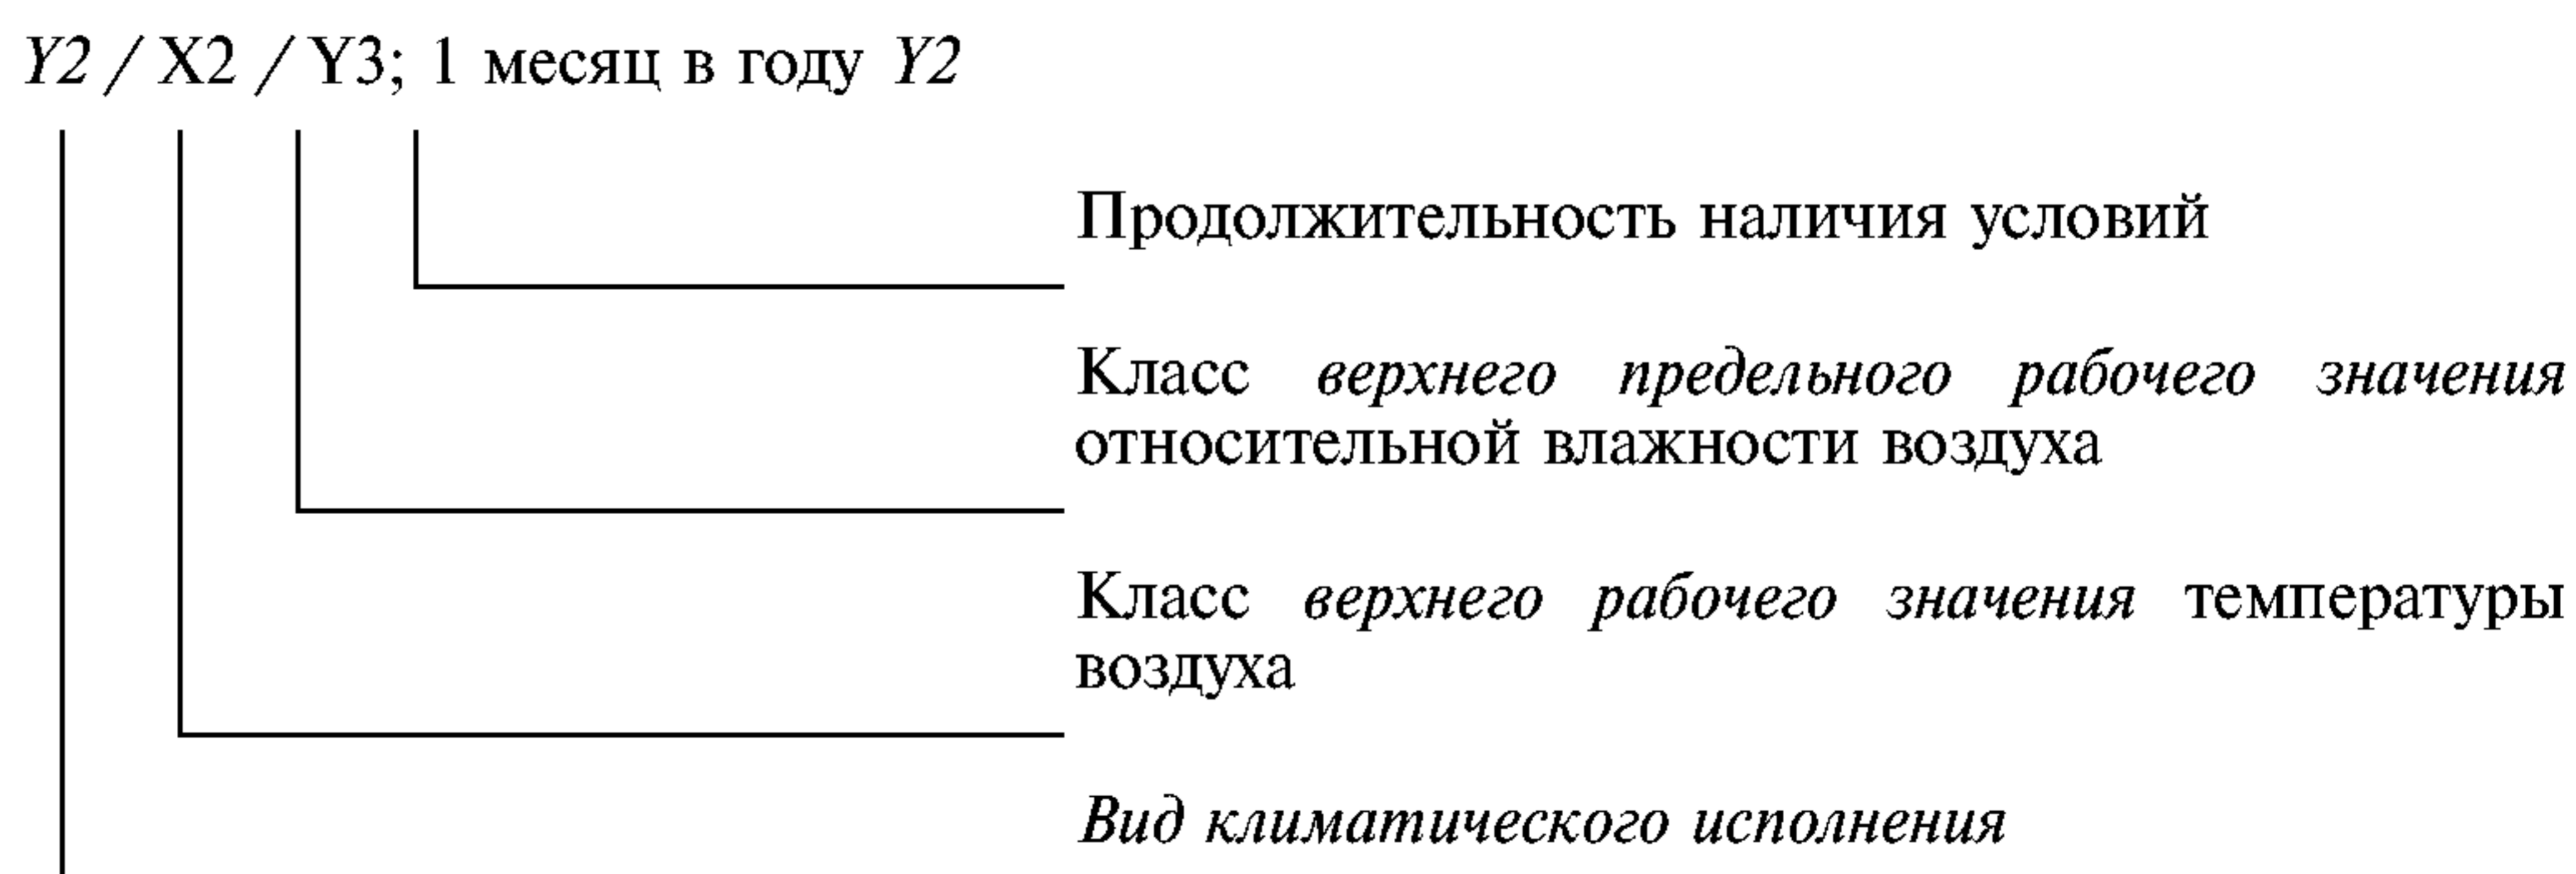 Y2 / X2 / Y3; 1 месяц в году Y2
Продолжительность наличия условий
Класс верхнего предельного рабочего значения
относительной влажности воздуха
Класс верхнего рабочего значения температуры
воздуха
Вид климатического исполнения